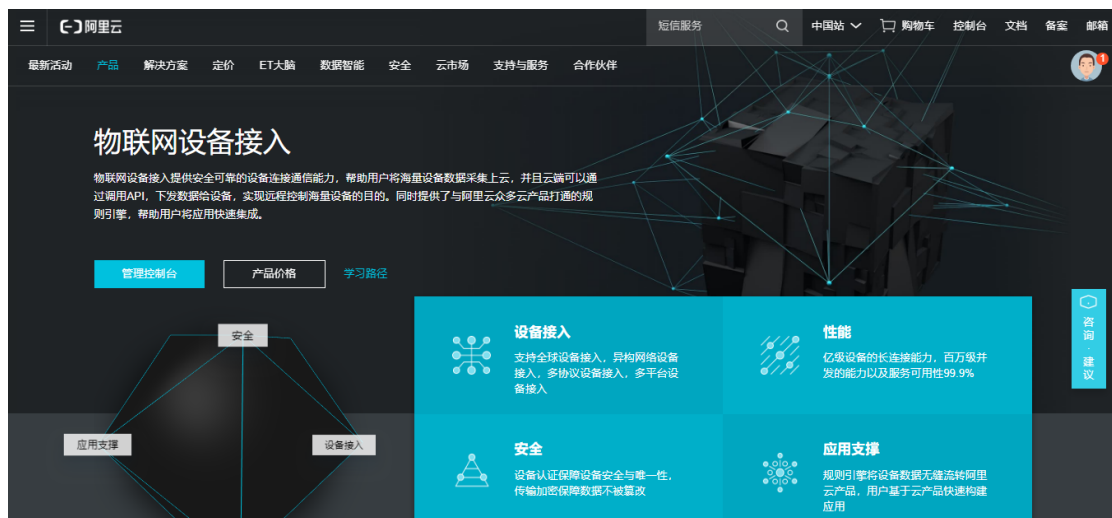 阿里云
短信服务
中国站
购物车
控制台
文档
备案
邮箱
最新活动
产品
解决方案
定价
ET大脑
数据智能
安全
云市场
支持与服务
合作伙伴
1
物联网设备接入
物联网设备接入提供安全可靠的设备连接通信能力，帮助用户将海量设备数据采集上云，并且云端可以通
过调用API，下发数据给设备，实现远程控制海量设备的目的。同时提供了与阿里云众多云产品打通的规
则引擎，帮助用户将应用快速集成。
管理控制台
产品价格
学习路径
安全
应用支撑
设备接入
设备接入
支持全球设备接入，异构网络设备
接入，多协议设备接入，多平台设
备接入
性能
亿级设备的长连接能力，百万级并
发的能力以及服务可用性99.9%
安全
设备认证保障设备安全与唯一性，
传输加密保障数据不被篡改
应用支撑
规则引擎将设备数据无缝流转阿里
云产品，用户基于云产品快速构建
应用
咨询·建议